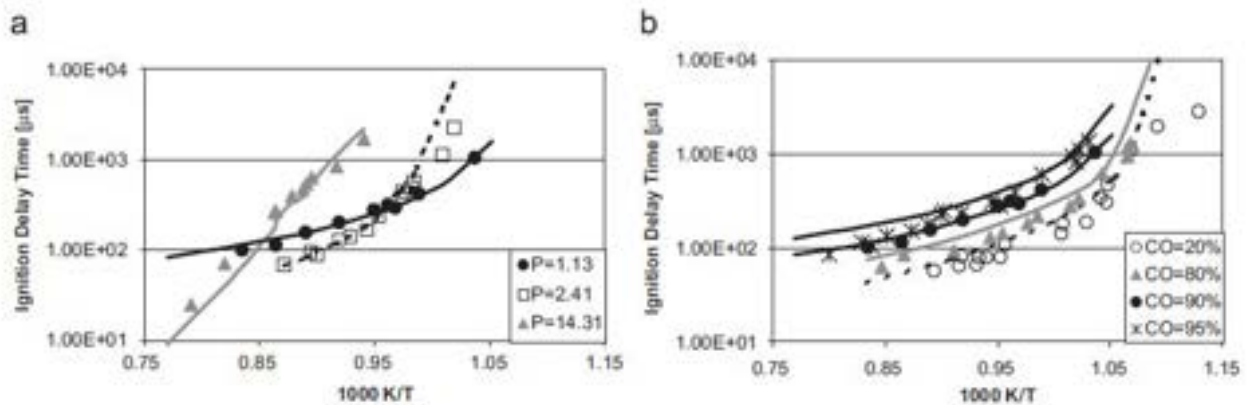 a
1.00E+04
1.00E+03
1.00E+02
1.00E+01
Ignition Delay Time [µs]
0.75 0.85 0.95 1.05 1.15
1000 K/T
P=1.13
P=2.41
P=14.31
b
1.00E+04
1.00E+03
1.00E+02
1.00E+01
Ignition Delay Time [µs]
0.75 0.85 0.95 1.05 1.15
1000 K/T
CO=20%
CO=80%
CO=90%
CO=95%